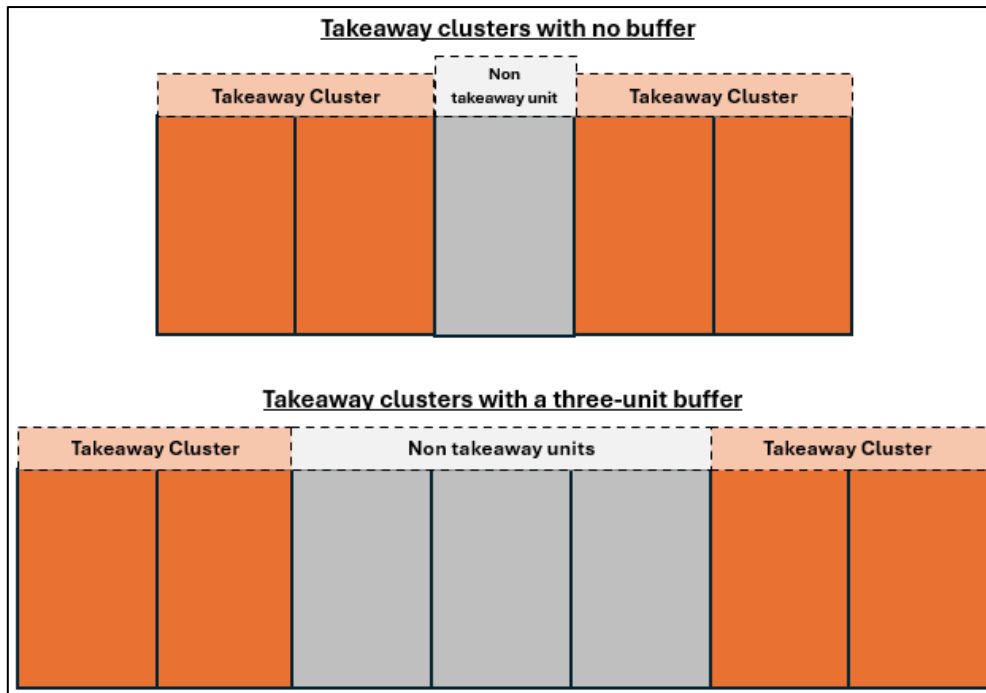 Takeaway clusters with no buffer
Non
takeaway unit
Takeaway Cluster
Takeaway Cluster
Takeaway clusters with a three-unit buffer
Takeaway Cluster
Non takeaway units
Takeaway Cluster